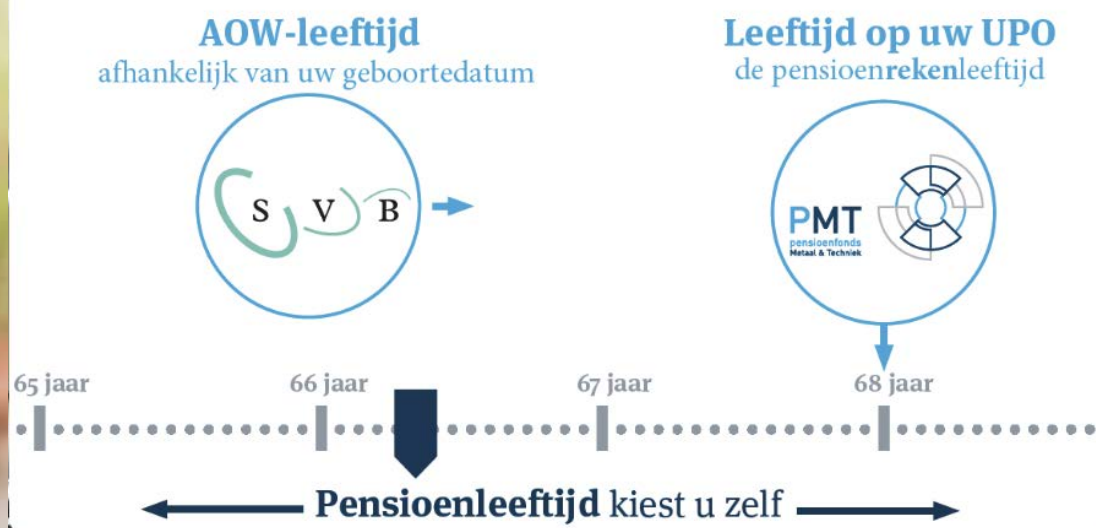 AOW-leeftijd
afhankelijk van uw geboortedatum
S V B
Leeftijd op uw UPO
de pensioenrekenleeftijd
PMT
pensioenfonds
Metaal & Techniek
65 jaar
66 jaar
67 jaar
68 jaar
Pensioenleeftijd kiest u zelf